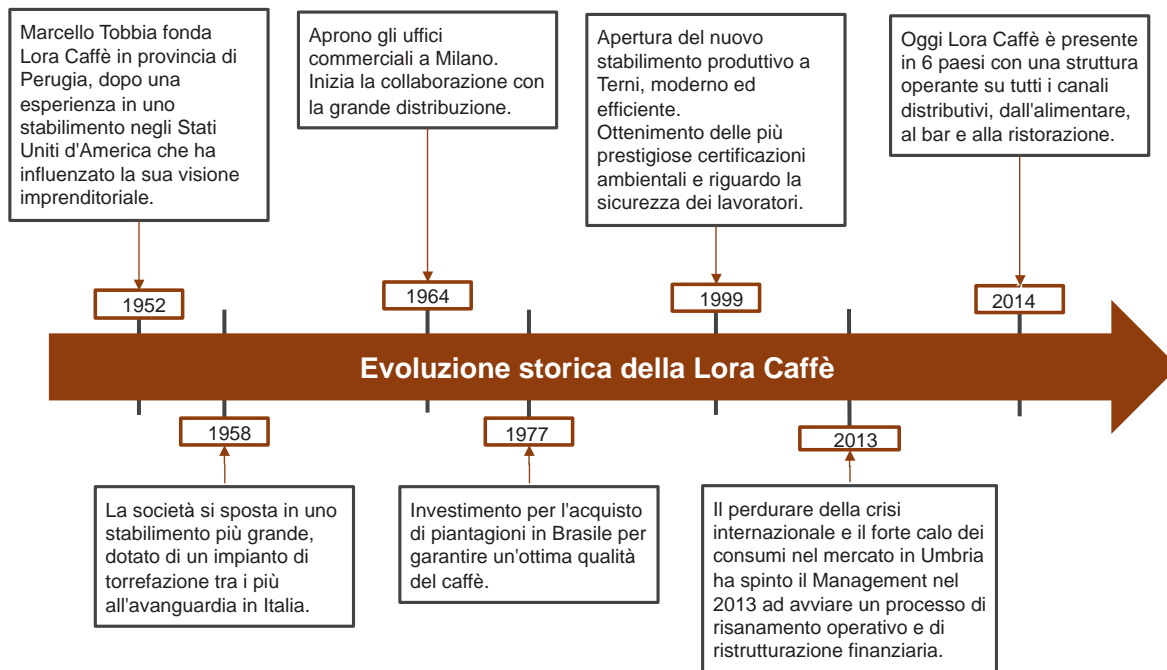 Marcello Tobbia fonda
Lora Caffè in provincia di
Perugia, dopo una
esperienza in uno
stabilimento negli Stati
Uniti d'America che ha
influenzato la sua visione
imprenditoriale.
Aprono gli uffici
commerciali a Milano.
Inizia la collaborazione con
la grande distribuzione.
Apertura del nuovo
stabilimento produttivo a
Terni, moderno ed
efficiente.
Ottenimento delle più
prestigiose certificazioni
ambientali e riguardo la
sicurezza dei lavoratori.
Oggi Lora Caffè è presente
in 6 paesi con una struttura
operante su tutti i canali
distributivi, dall'alimentare,
al bar e alla ristorazione.
1952
1964
1999
2014
Evoluzione storica della Lora Caffè
1958
1977
2013
La società si sposta in uno
stabilimento più grande,
dotato di un impianto di
torrefazione tra i più
all'avanguardia in Italia.
Investimento per l'acquisto
di piantagioni in Brasile per
garantire un'ottima qualità
del caffè.
Il perdurare della crisi
internazionale e il forte calo dei
consumi nel mercato in Umbria
ha spinto il Management nel
2013 ad avviare un processo di
risanamento operativo e di
ristrutturazione finanziaria.